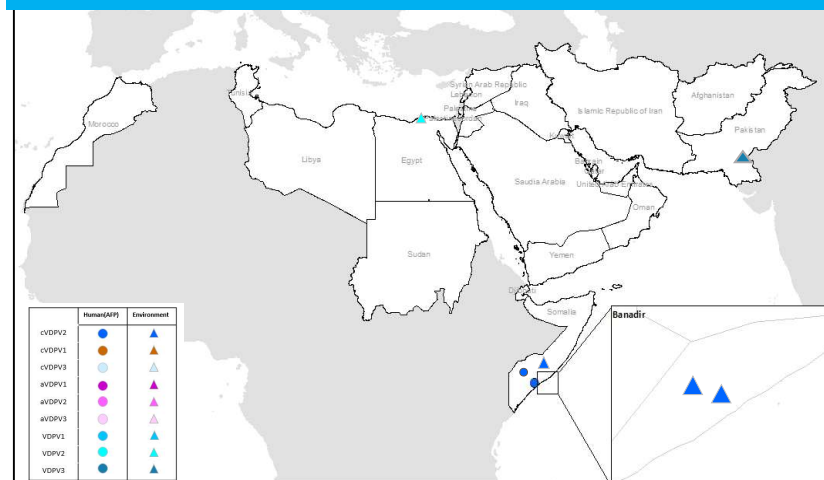 Tunisia
Syrian Arab Republic
Lebanon
Palestine
Iraq
Islamic Republic of Iran
Afghanistan
Pakistan
Morocco
Libya
Egypt
Saudia Arabia
Bahrain
Qatar
United Arab Emirates
Oman
Yemen
Sudan
Djibouti
Somalia
Banadir
Human(AFP) Environment
cVDPV2
cVDPV1
cVDPV3
aVDPV1
aVDPV2
aVDPV3
VDPV1
VDPV2
VDPV3